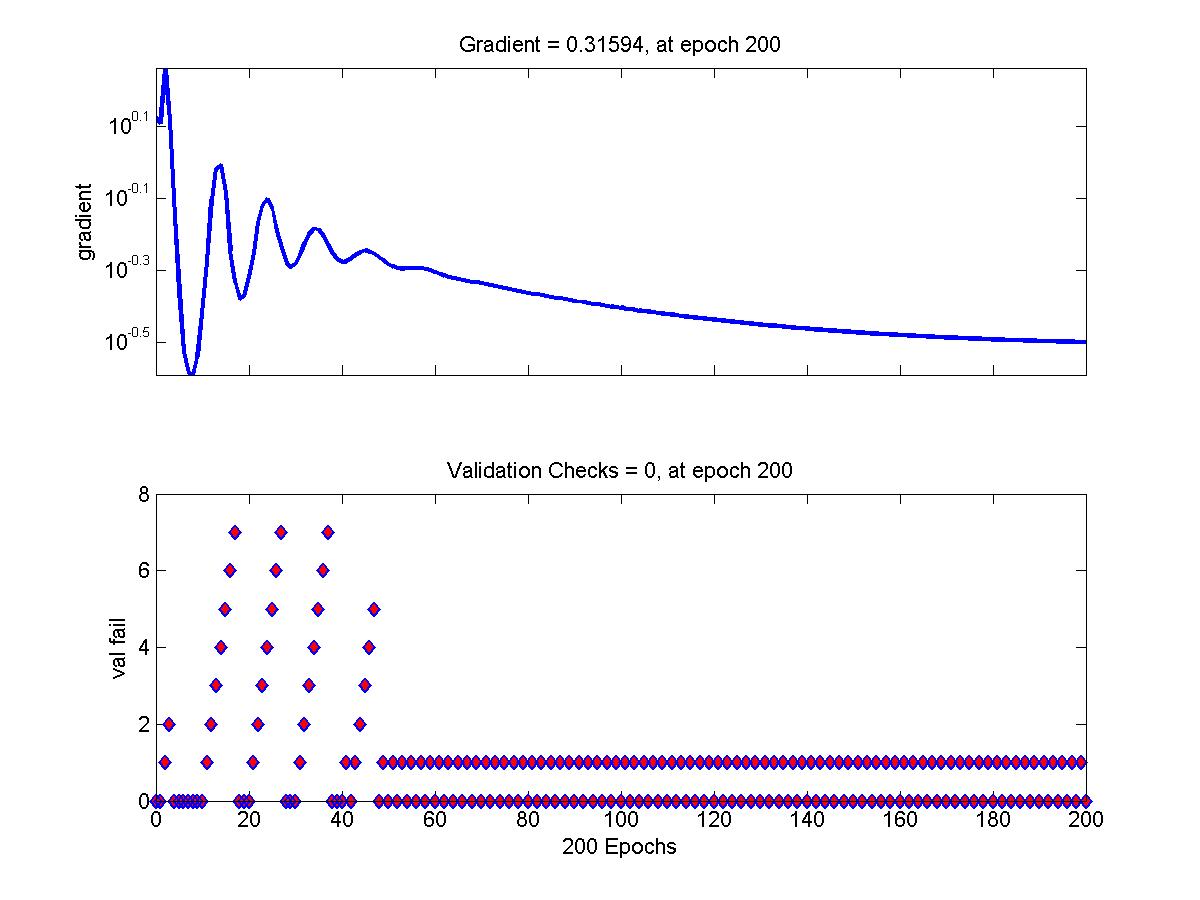 Gradient = 0.31594, at epoch 200
10^0.1
10^-0.1
10^-0.3
10^-0.5
gradient
Validation Checks = 0, at epoch 200
8
6
4
2
0
val fail
0 20 40 60 80 100 120 140 160 180 200
200 Epochs